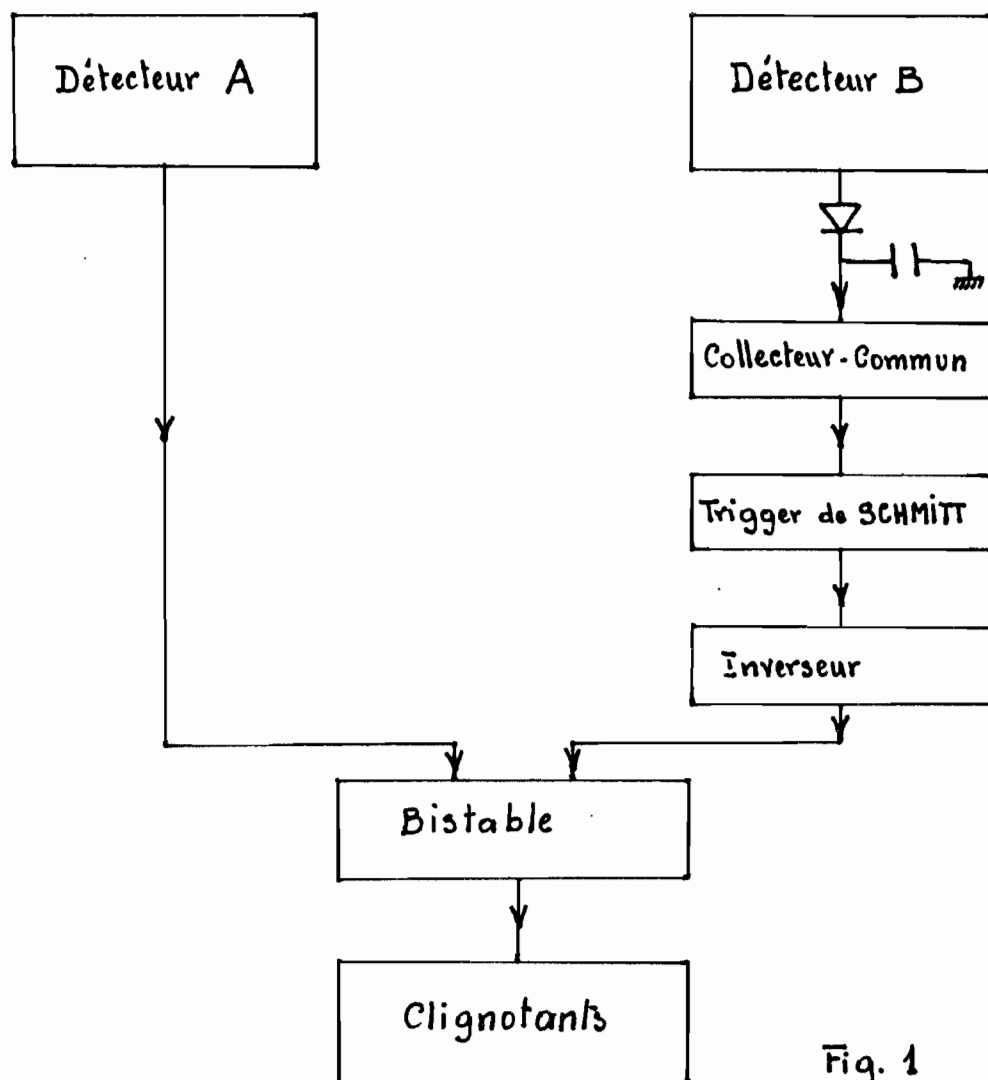 Détecteur A
Détecteur B
Collecteur-Commun
Trigger de SCHMITT
Inverseur
Bistable
Clignotants
Fig. 1